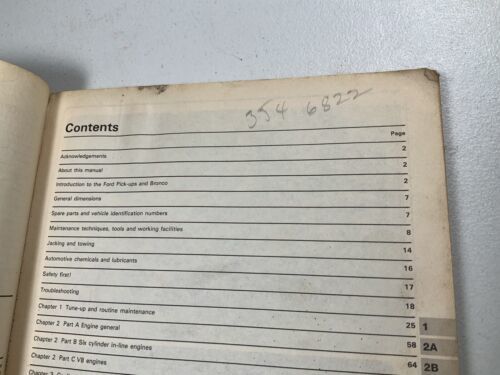 354 6822
Contents
Page
Acknowledgements 2
About this manual 2
Introduction to the Ford Pick-ups and Bronco 2
General dimensions 7
Spare parts and vehicle identification numbers 7
Maintenance techniques, tools and working facilities 8
Jacking and towing 14
Automotive chemicals and lubricants 16
Safety first! 17
Troubleshooting 18
Chapter 1 Tune-up and routine maintenance 25 1
Chapter 2 Part A Engine general 58 2A
Chapter 2 Part B Six cylinder in-line engines 64 2B
Chapter 2 Part C V8 engines